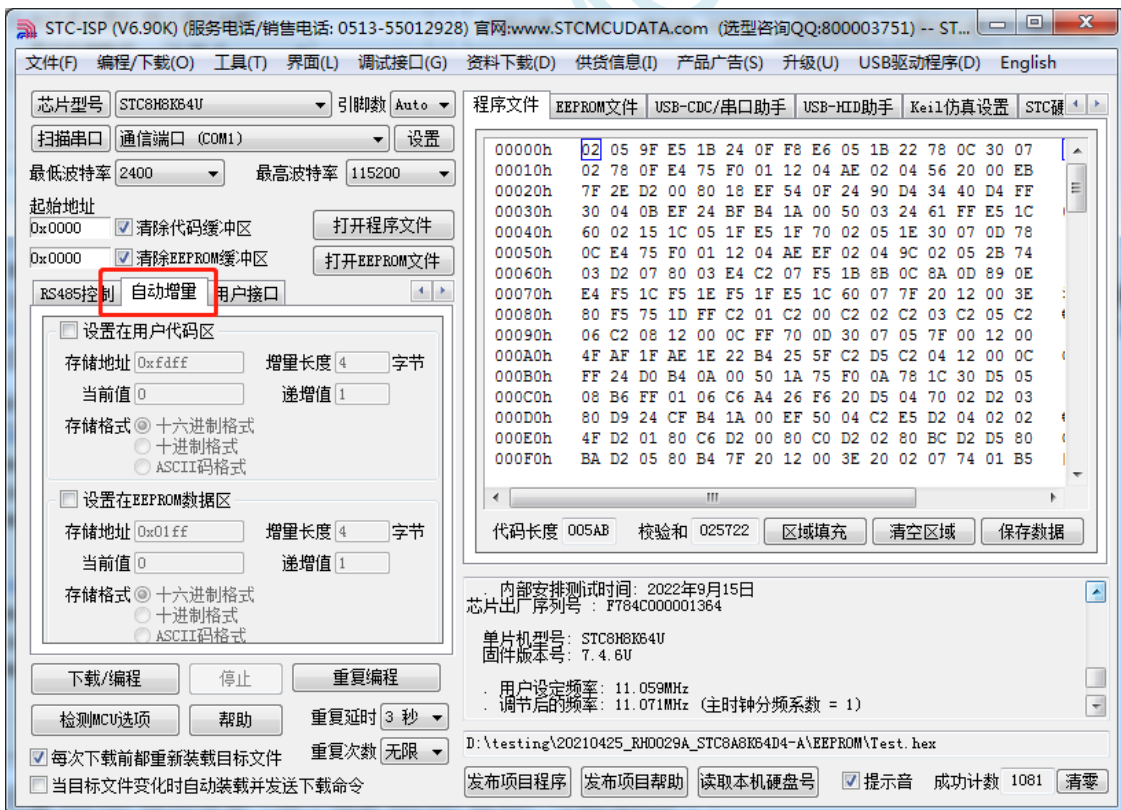 STC-ISP (V6.90K) (服务电话/销售电话: 0513-55012928) 官网:www.STCMCUDATA.com (选型咨询QQ:800003751) -- ST...
文件(F) 编程/下载(O) 工具(T) 界面(L) 调试接口(G) 资料下载(D) 供货信息(I) 产品广告(S) 升级(U) USB驱动程序(D) English
芯片型号 STC8H8K64U 引脚数 Auto
扫描串口 通信端口 (COM1) 设置
最低波特率 2400 最高波特率 115200
起始地址
0x0000 清除代码缓冲区 打开程序文件
0x0000 清除EEPROM缓冲区 打开EEPROM文件
RS485控制 自动增量 用户接口
设置在用户代码区
存储地址 0xfdff 增量长度 4 字节
当前值 0 递增值 1
存储格式 十六进制格式
十进制格式
ASCII码格式
设置在EEPROM数据区
存储地址 0x01ff 增量长度 4 字节
当前值 0 递增值 1
存储格式 十六进制格式
十进制格式
ASCII码格式
下载/编程 停止 重复编程
检测MCU选项 帮助 重复延时 3 秒
每次下载前都重新装载目标文件 重复次数 无限
当目标文件变化时自动装载并发送下载命令
程序文件 EEPROM文件 USB-CDC/串口助手 USB-HID助手 Keil仿真设置 STC硬
00000h 02 05 9F E5 1B 24 0F F8 E6 05 1B 22 78 0C 30 07
00010h 02 78 0F E4 75 F0 01 12 04 AE 02 04 56 20 00 EB
00020h 7F 2E D2 00 80 18 EF 54 0F 24 90 D4 34 40 D4 FF
00030h 30 04 0B EF 24 BF B4 1A 00 50 03 24 61 FF E5 1C
00040h 60 02 15 1C 05 1F E5 1F 70 02 05 1E 30 07 0D 78
00050h 0C E4 75 F0 01 12 04 AE EF 02 04 9C 02 05 2B 74
00060h 03 D2 07 80 03 E4 C2 07 F5 1B 8B 0C 8A 0D 89 0E
00070h E4 F5 1C F5 1E F5 1F E5 1C 60 07 7F 20 12 00 3E
00080h 80 F5 75 1D FF C2 01 C2 00 C2 02 C2 03 C2 05 C2
00090h 06 C2 08 12 00 0C FF 70 0D 30 07 05 7F 00 12 00
000A0h 4F AF 1F AE 1E 22 B4 25 5F C2 D5 C2 04 12 00 0C
000B0h FF 24 D0 B4 0A 00 50 1A 75 F0 0A 78 1C 30 D5 05
000C0h 08 B6 FF 01 06 C6 A4 26 F6 20 D5 04 70 02 D2 03
000D0h 80 D9 24 CF B4 1A 00 EF 50 04 C2 E5 D2 04 02 02
000E0h 4F D2 01 80 C6 D2 00 80 C0 D2 02 80 BC D2 D5 80
000F0h BA D2 05 80 B4 7F 20 12 00 3E 20 02 07 74 01 B5
代码长度 005AB 校验和 025722 区域填充 清空区域 保存数据
. 内部安排测试时间: 2022年9月15日
芯片出厂序列号 : F784C000001364
单片机型号: STC8H8K64U
固件版本号: 7.4.6U
. 用户设定频率: 11.059MHz
. 调节后的频率: 11.071MHz (主时钟分频系数 = 1)
D:\testing\20210425_RH0029A_STC8A8K64D4-A\EEPROM\Test.hex
发布项目程序 发布项目帮助 读取本机硬盘号 提示音 成功计数 1081 清零